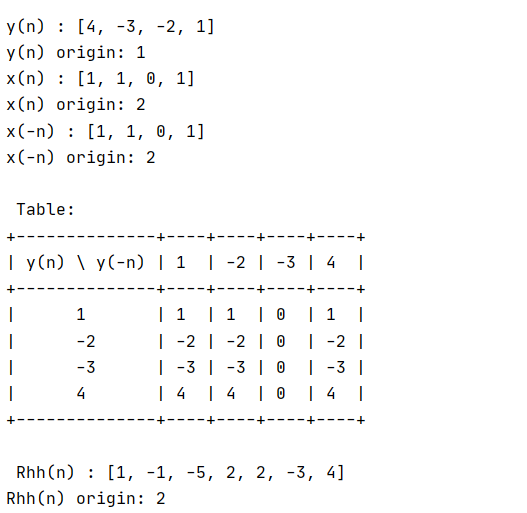 y(n) : [4, -3, -2, 1]
y(n) origin: 1
x(n) : [1, 1, 0, 1]
x(n) origin: 2
x(-n) : [1, 1, 0, 1]
x(-n) origin: 2
Table:
+--------------+----+----+----+----+
| y(n) \ y(-n) | 1  | -2 | -3 | 4  |
+--------------+----+----+----+----+
|      1       | 1  | 1  | 0  | 1  |
|      -2      | -2 | -2 | 0  | -2 |
|      -3      | -3 | -3 | 0  | -3 |
|      4       | 4  | 4  | 0  | 4  |
+--------------+----+----+----+----+
Rhh(n) : [1, -1, -5, 2, 2, -3, 4]
Rhh(n) origin: 2